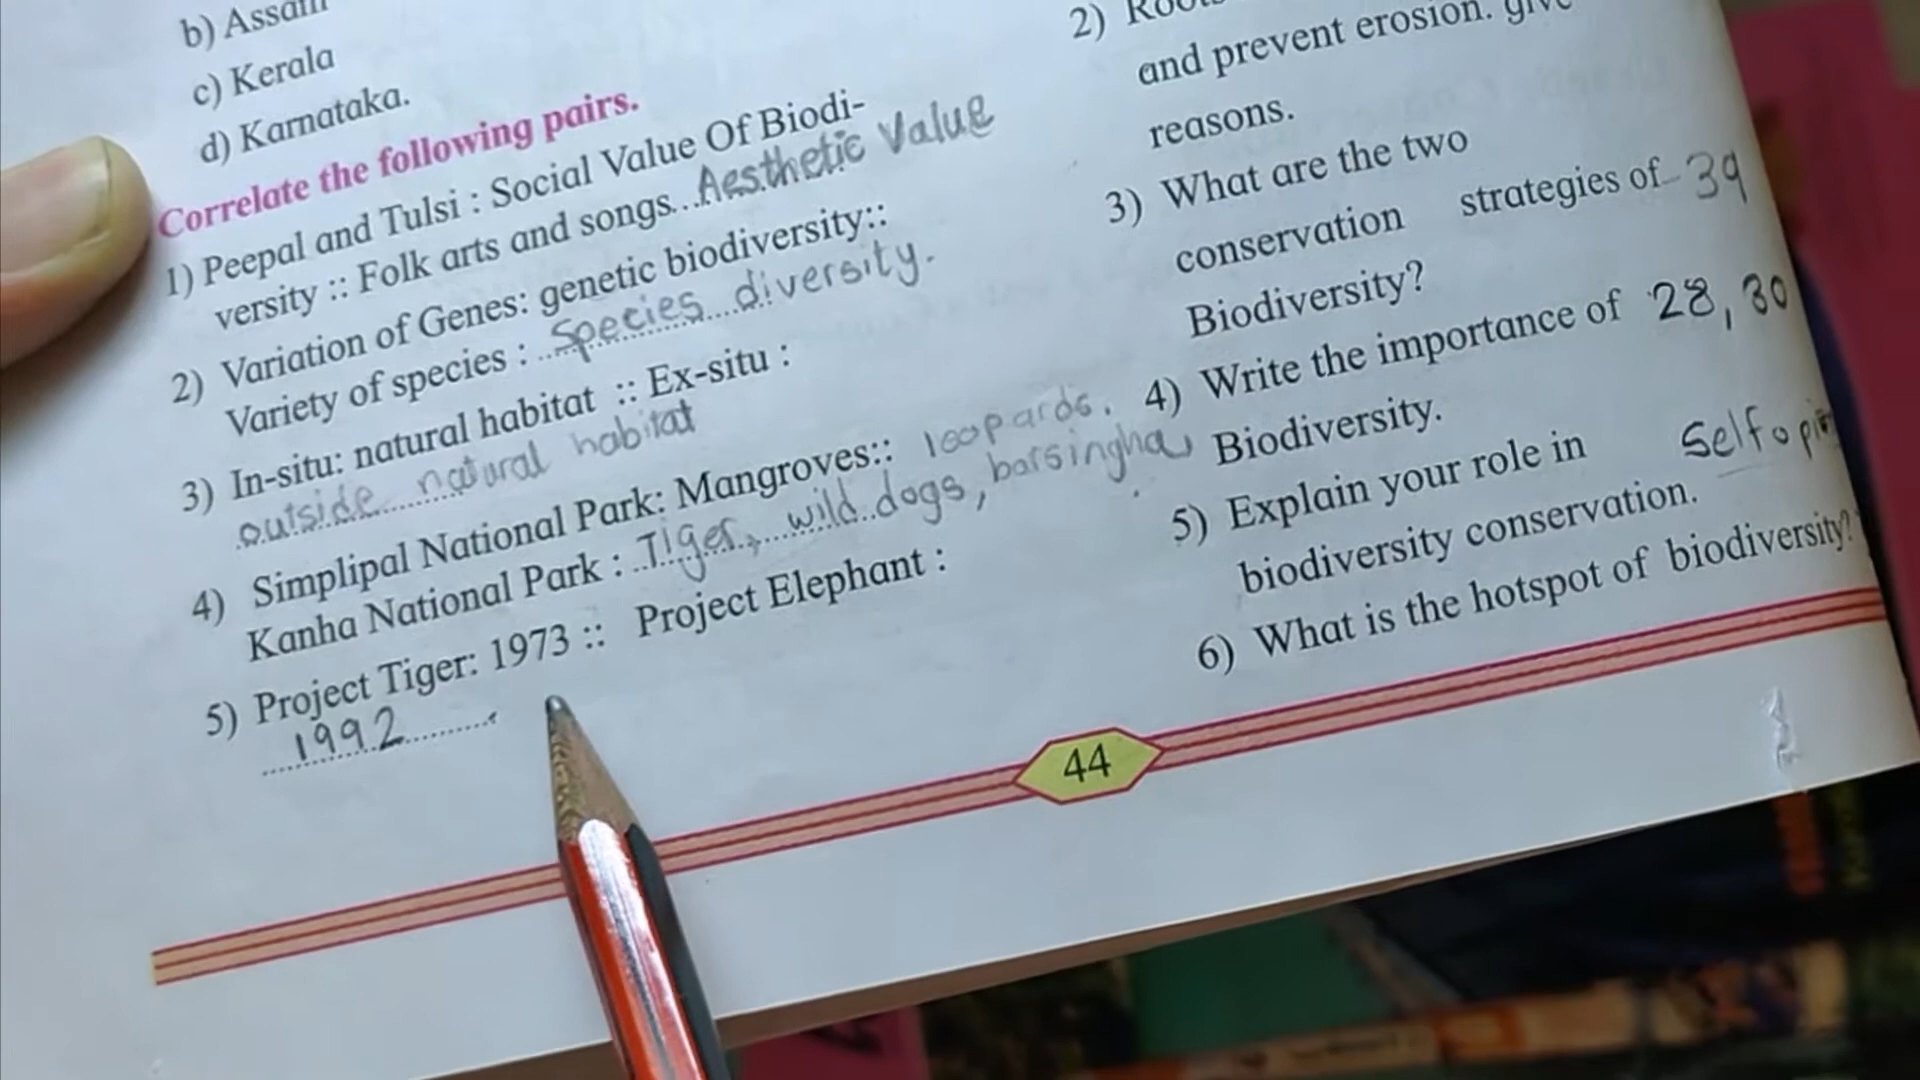 b) Assam
c) Kerala
d) Karnataka.
Correlate the following pairs.
1) Peepal and Tulsi : Social Value Of Biodi-
versity :: Folk arts and songs... Aesthetic Value
2) Variation of Genes: genetic biodiversity::
Variety of species : Species diversity.
3) In-situ: natural habitat :: Ex-situ :
outside natural habitat
4) Simplipal National Park: Mangroves:: leopards,
Kanha National Park : Tiger, wild dogs, barsingha
5) Project Tiger: 1973 :: Project Elephant :
1992
2)
and prevent erosion. give
reasons.
3) What are the two
conservation strategies of 39
Biodiversity?
4) Write the importance of 28, 30
Biodiversity.
5) Explain your role in Self
biodiversity conservation.
6) What is the hotspot of biodiversity?
44